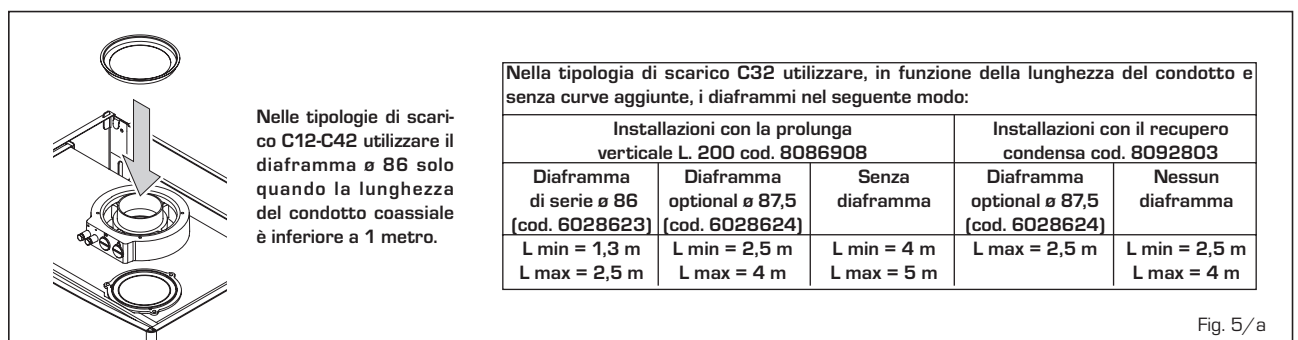 Nelle tipologie di scari-
co C12-C42 utilizzare il
diaframma ø 86 solo
quando la lunghezza
del condotto coassiale
è inferiore a 1 metro.
Nella tipologia di scarico C32 utilizzare, in funzione della lunghezza del condotto e
senza curve aggiunte, i diaframmi nel seguente modo:
Installazioni con la prolunga
verticale L. 200 cod. 8086908
Installazioni con il recupero
condensa cod. 8092803
Diaframma
di serie ø 86
(cod. 6028623)
Diaframma
optional ø 87,5
(cod. 6028624)
Senza
diaframma
Diaframma
optional ø 87,5
(cod. 6028624)
Nessun
diaframma
L min = 1,3 m
L max = 2,5 m
L min = 2,5 m
L max = 4 m
L min = 4 m
L max = 5 m
L max = 2,5 m
L min = 2,5 m
L max = 4 m
Fig. 5/a